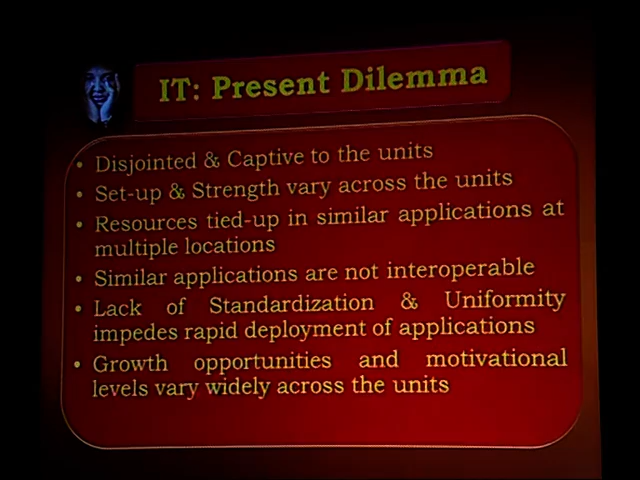 IT: Present Dilemma
• Disjointed & Captive to the units
• Set-up & Strength vary across the units
• Resources tied-up in similar applications at
multiple locations
• Similar applications are not interoperable
• Lack of Standardization & Uniformity
impedes rapid deployment of applications
• Growth opportunities and motivational
levels vary widely across the units